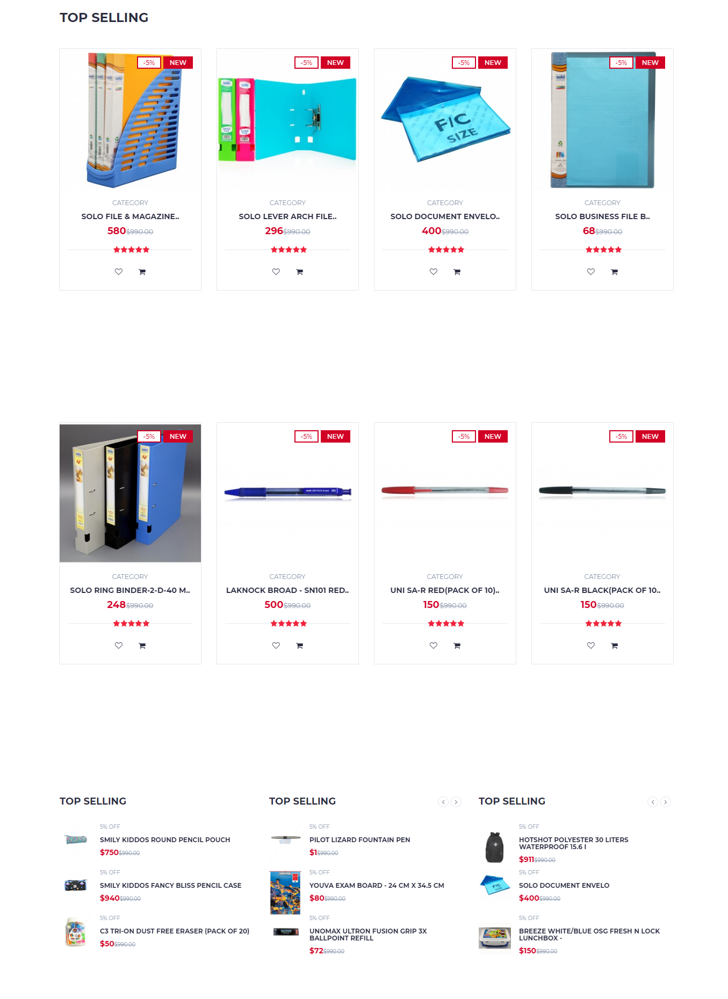 TOP SELLING
-5% NEW
solo
CATEGORY
SOLO FILE & MAGAZINE..
580$990.00
-5% NEW
solo
INDEX
FILE
CATEGORY
SOLO LEVER ARCH FILE..
296$990.00
-5% NEW
F/C
SIZE
CATEGORY
SOLO DOCUMENT ENVELO..
400$990.00
-5% NEW
solo
CATEGORY
SOLO BUSINESS FILE B..
68$990.00
-5% NEW
solo
CATEGORY
SOLO RING BINDER-2-D-40 M..
248$990.00
-5% NEW
CATEGORY
LAKNOCK BROAD - SN101 RED..
500$990.00
-5% NEW
CATEGORY
UNI SA-R RED(PACK OF 10)..
150$990.00
-5% NEW
CATEGORY
UNI SA-R BLACK(PACK OF 10..
150$990.00
TOP SELLING
5% OFF
SMILY KIDDOS ROUND PENCIL POUCH
$750$990.00
5% OFF
SMILY KIDDOS FANCY BLISS PENCIL CASE
$940$990.00
5% OFF
C3 TRI-ON DUST FREE ERASER (PACK OF 20)
$50$990.00
TOP SELLING
5% OFF
PILOT LIZARD FOUNTAIN PEN
$1$990.00
5% OFF
YOUVA EXAM BOARD - 24 CM X 34.5 CM
$80$990.00
5% OFF
UNOMAX ULTRON FUSION GRIP 3X
BALLPOINT REFILL
$72$990.00
TOP SELLING
5% OFF
HOTSHOT POLYESTER 30 LITERS
WATERPROOF 15.6 I
$911$990.00
5% OFF
F/C
SIZE
SOLO DOCUMENT ENVELO
$400$990.00
5% OFF
BREEZE WHITE/BLUE OSG FRESH N LOCK
LUNCHBOX -
$150$990.00